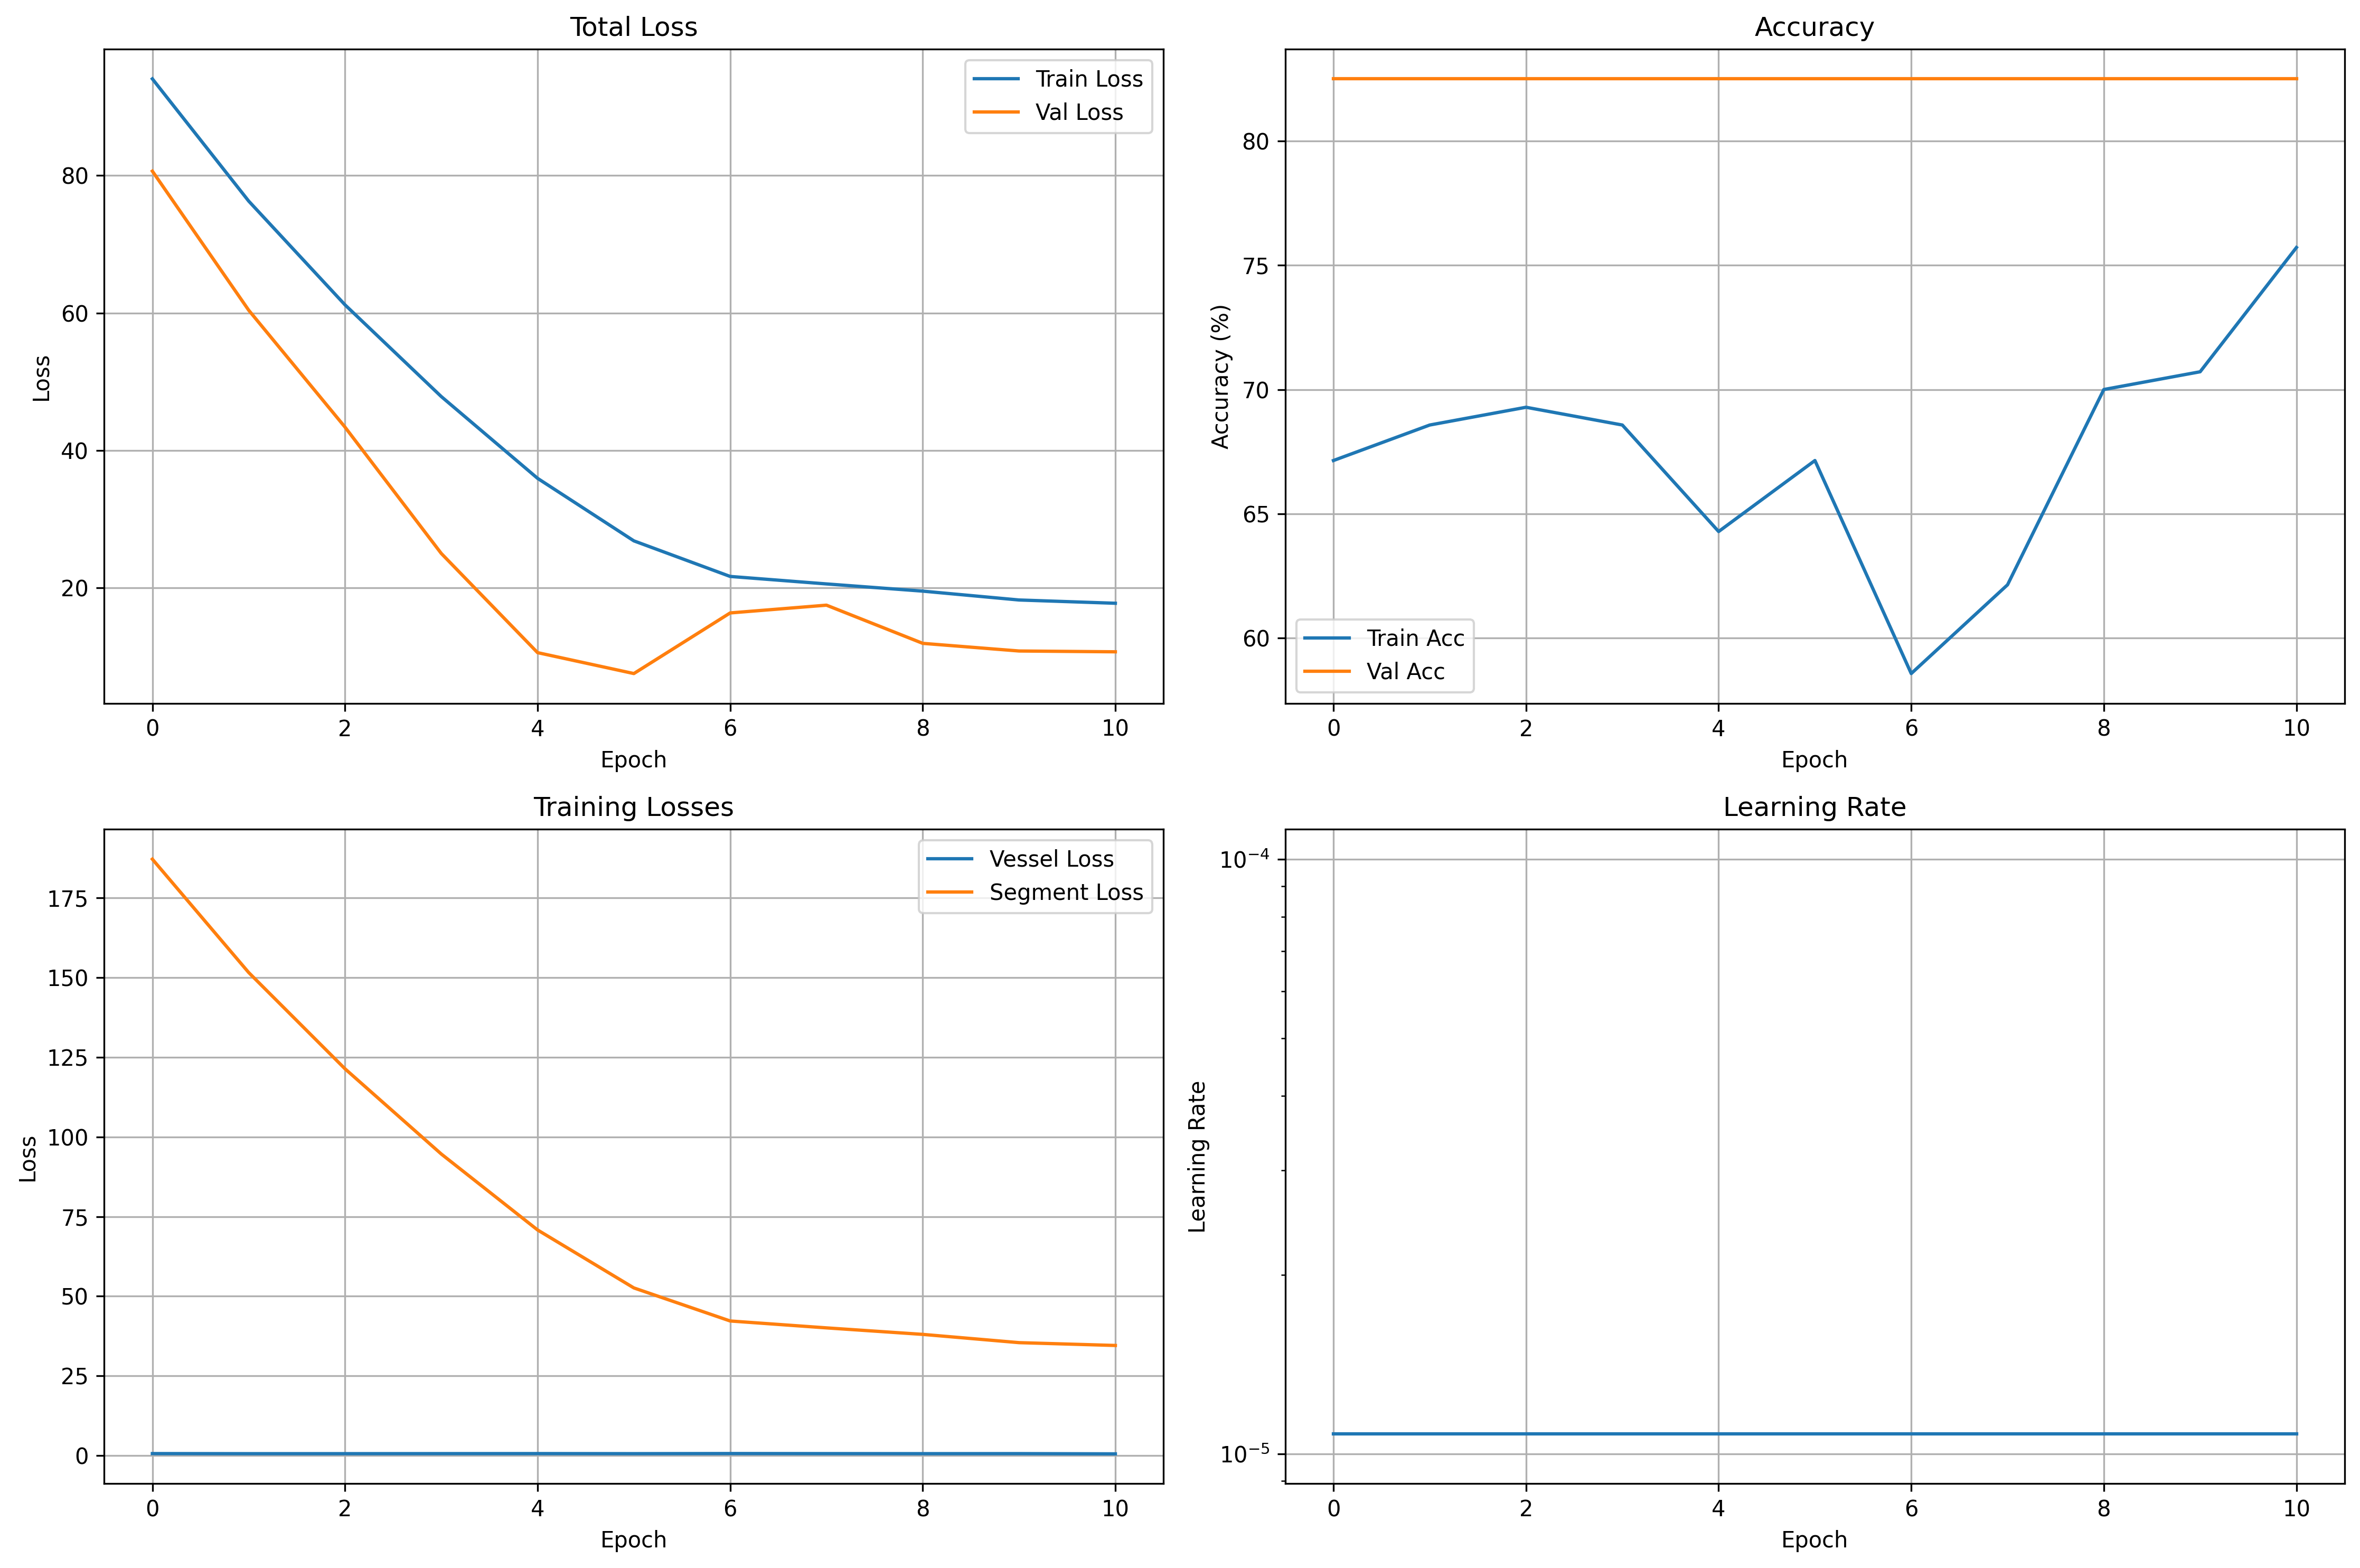 Total Loss
Loss
80
60
40
20
Train Loss
Val Loss
0 2 4 6 8 10
Epoch
Accuracy
Accuracy (%)
80
75
70
65
60
Train Acc
Val Acc
0 2 4 6 8 10
Epoch
Training Losses
Loss
175
150
125
100
75
50
25
0
Vessel Loss
Segment Loss
0 2 4 6 8 10
Epoch
Learning Rate
Learning Rate
10⁻⁴
10⁻⁵
0 2 4 6 8 10
Epoch